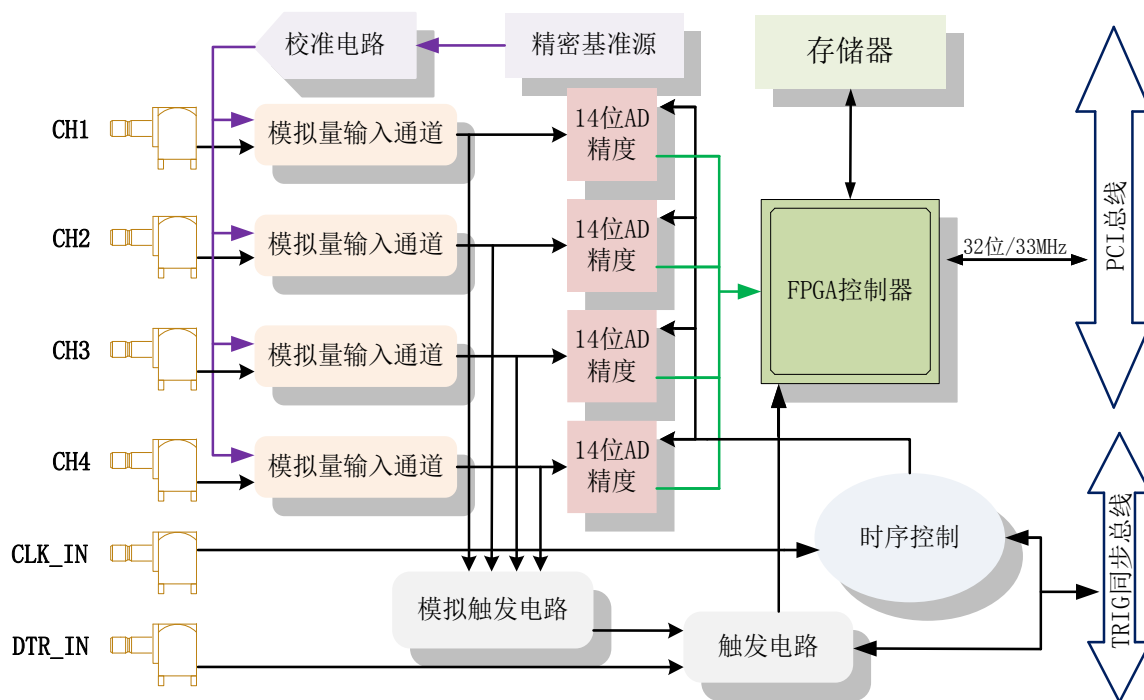 校准电路
精密基准源
存储器
CH1
模拟量输入通道
14位AD
精度
CH2
模拟量输入通道
14位AD
精度
FPGA控制器
32位/33MHz
PCI总线
CH3
模拟量输入通道
14位AD
精度
CH4
模拟量输入通道
14位AD
精度
CLK_IN
时序控制
TRIG同步总线
模拟触发电路
DTR_IN
触发电路